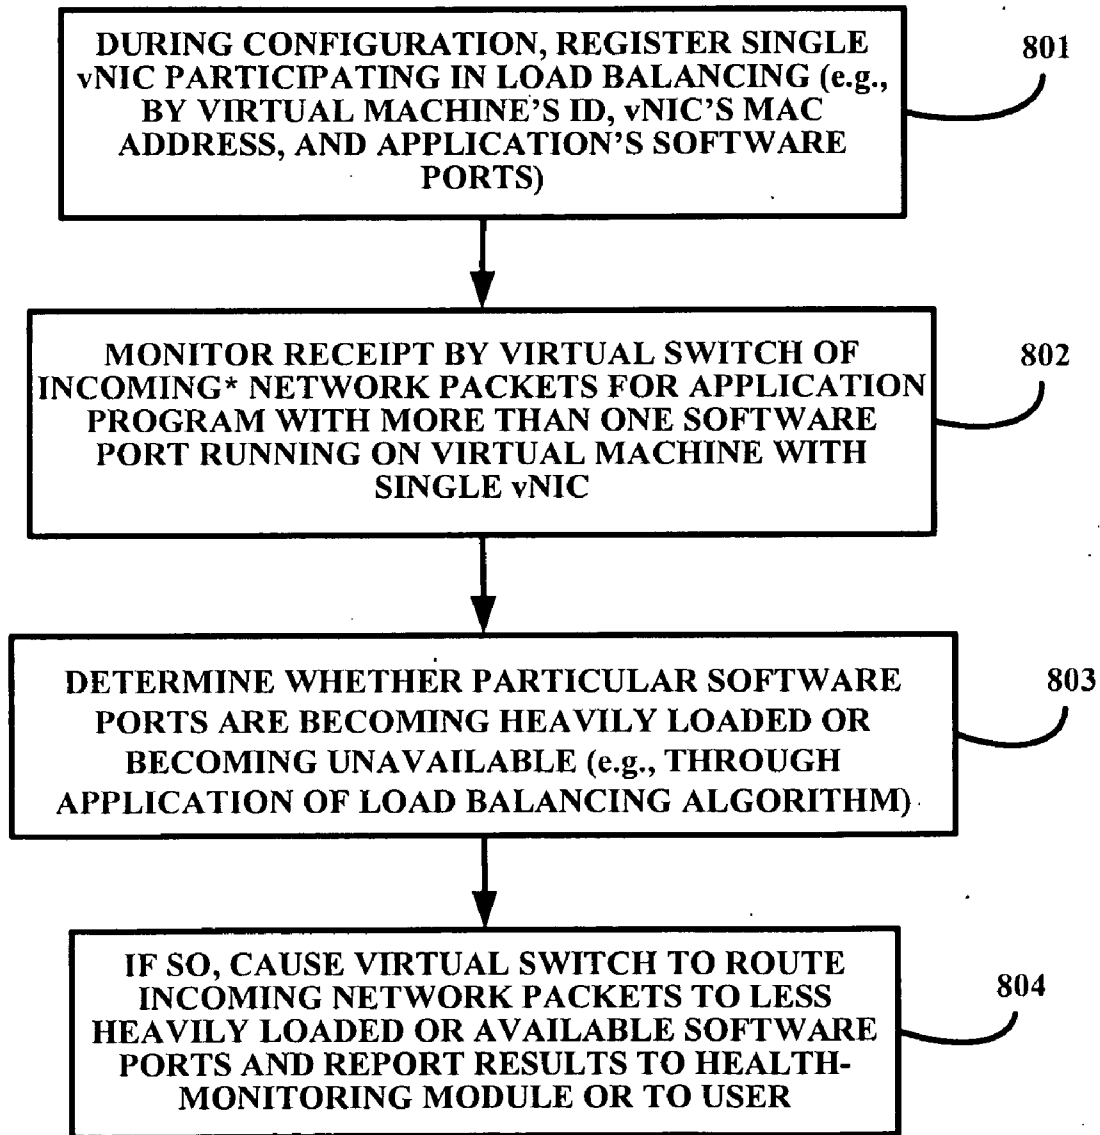 DURING CONFIGURATION, REGISTER SINGLE
vNIC PARTICIPATING IN LOAD BALANCING (e.g.,
BY VIRTUAL MACHINE'S ID, vNIC'S MAC
ADDRESS, AND APPLICATION'S SOFTWARE
PORTS)
801
MONITOR RECEIPT BY VIRTUAL SWITCH OF
INCOMING* NETWORK PACKETS FOR APPLICATION
PROGRAM WITH MORE THAN ONE SOFTWARE
PORT RUNNING ON VIRTUAL MACHINE WITH
SINGLE vNIC
802
DETERMINE WHETHER PARTICULAR SOFTWARE
PORTS ARE BECOMING HEAVILY LOADED OR
BECOMING UNAVAILABLE (e.g., THROUGH
APPLICATION OF LOAD BALANCING ALGORITHM)
803
IF SO, CAUSE VIRTUAL SWITCH TO ROUTE
INCOMING NETWORK PACKETS TO LESS
HEAVILY LOADED OR AVAILABLE SOFTWARE
PORTS AND REPORT RESULTS TO HEALTH-
MONITORING MODULE OR TO USER
804